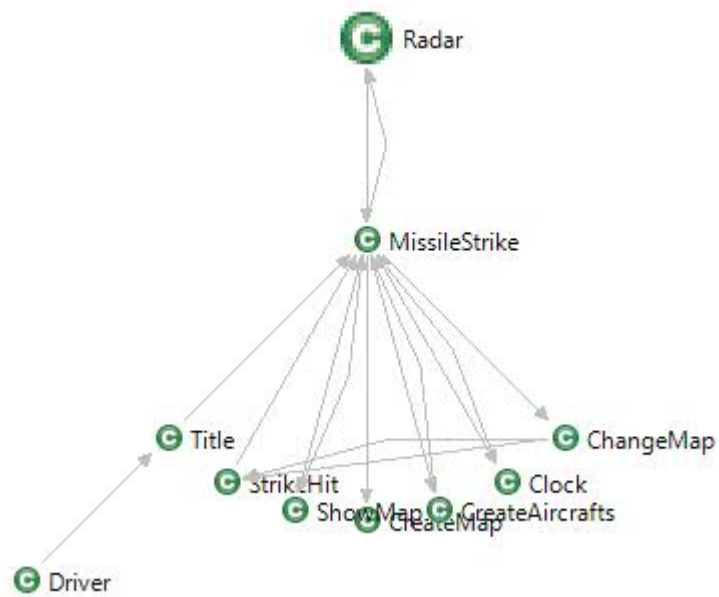 C Radar
C MissileStrike
C Title
C ChangeMap
C StrikeHit
C Clock
C ShowMap
C CreateAircrafts
C CreateMap
C Driver